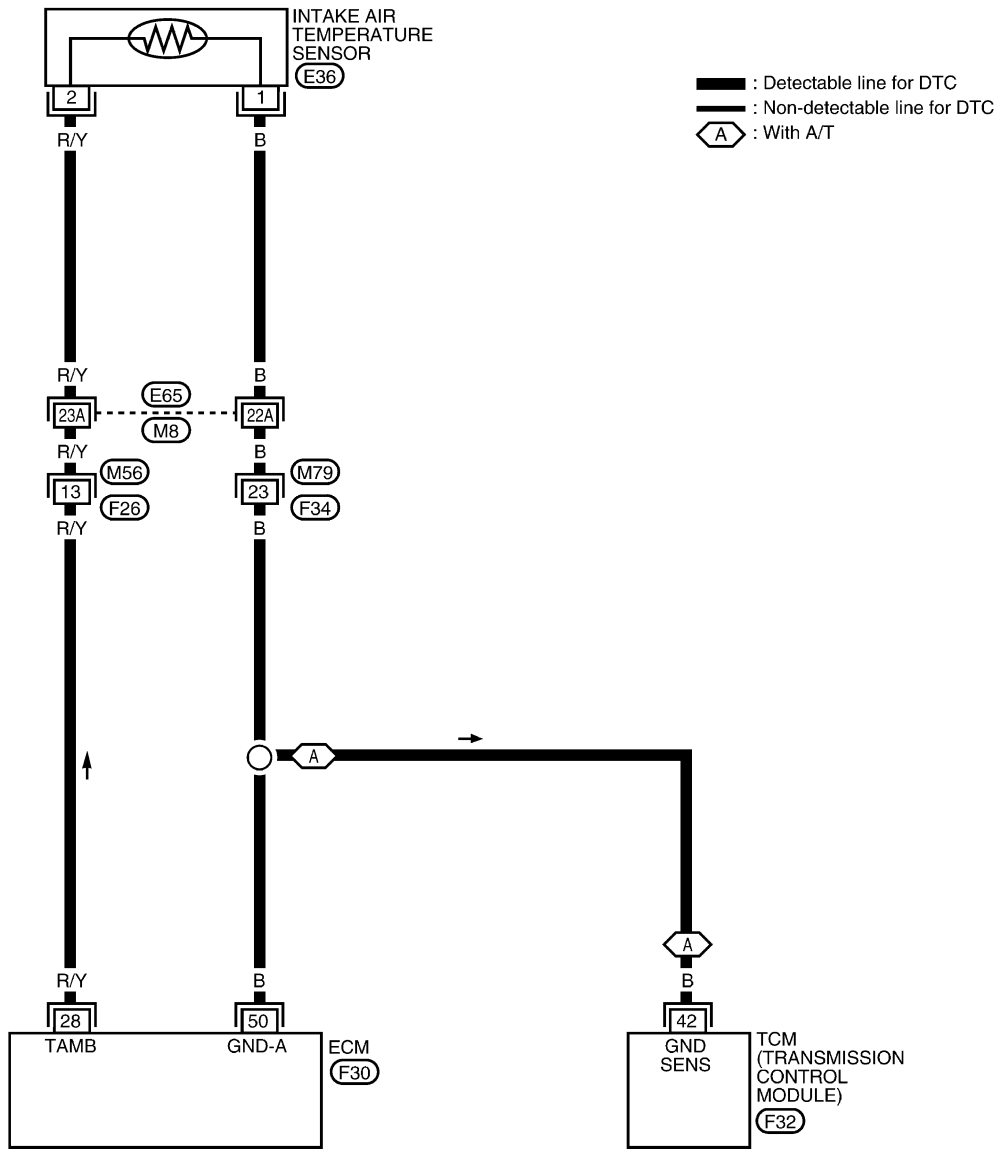 INTAKE AIR
TEMPERATURE
SENSOR
E36
2
1
R/Y
B
: Detectable line for DTC
: Non-detectable line for DTC
A : With A/T
R/Y
B
E65
23A
22A
M8
R/Y
B
M56
M79
13
23
F26
F34
R/Y
B
A
A
R/Y
B
B
28
50
42
TAMB
GND-A
ECM
F30
GND
SENS
TCM
(TRANSMISSION
CONTROL
MODULE)
F32